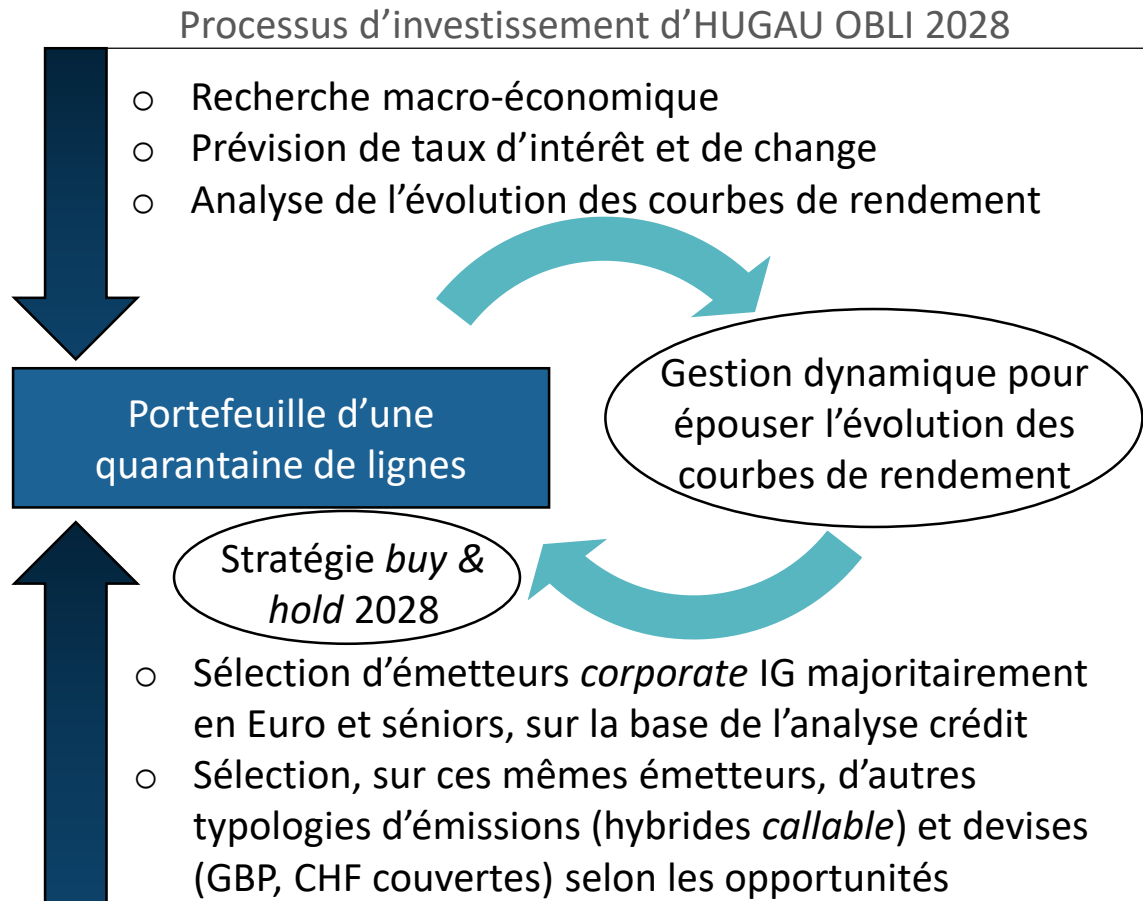 Processus d’investissement d’HUGAU OBLI 2028
o Recherche macro-économique
o Prévision de taux d’intérêt et de change
o Analyse de l’évolution des courbes de rendement
Portefeuille d’une
quarantaine de lignes
Gestion dynamique pour
épouser l’évolution des
courbes de rendement
Stratégie buy &
hold 2028
o Sélection d’émetteurs corporate IG majoritairement
en Euro et séniors, sur la base de l’analyse crédit
o Sélection, sur ces mêmes émetteurs, d’autres
typologies d’émissions (hybrides callable) et devises
(GBP, CHF couvertes) selon les opportunités